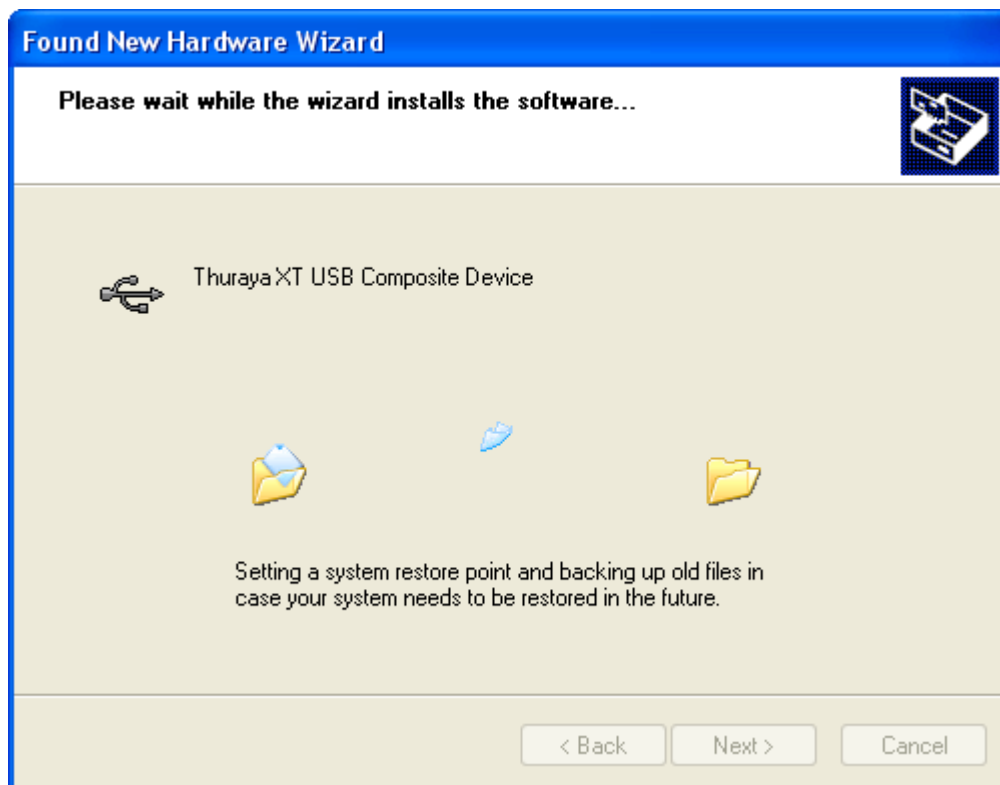 Found New Hardware Wizard
Please wait while the wizard installs the software...
Thuraya XT USB Composite Device
Setting a system restore point and backing up old files in
case your system needs to be restored in the future.
< Back
Next >
Cancel